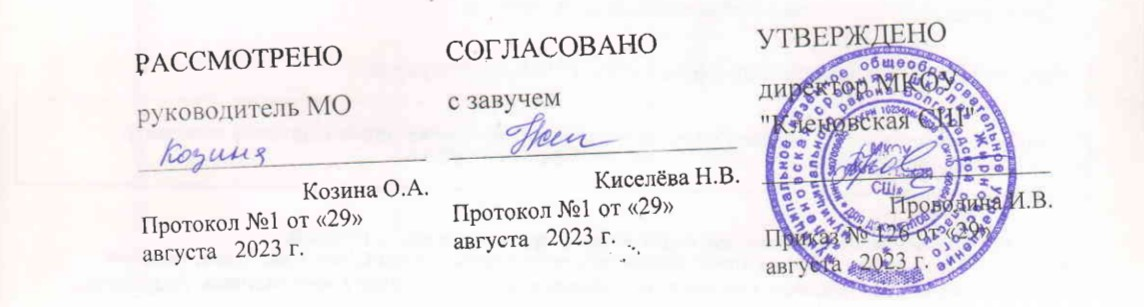 РАССМОТРЕНО
руководитель МО
Козина
Козина О.А.
Протокол №1 от «29»
августа 2023 г.
СОГЛАСОВАНО
с завучем
Киселёва Н.В.
Протокол №1 от «29»
августа 2023 г.
УТВЕРЖДЕНО
директор МКОУ
"Кленовская СШ"
Проводина И.В.
Приказ № 126 от «29»
августа 2023 г.